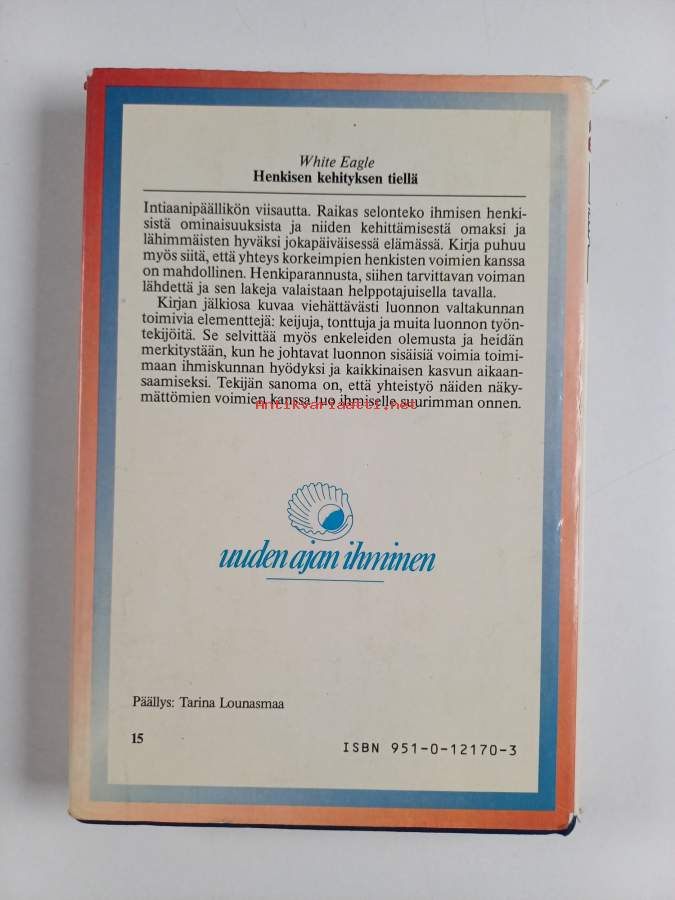 White Eagle
Henkisen kehityksen tiellä
Intiaanipäällikön viisautta. Raikas selonteko ihmisen henki-
sistä ominaisuuksista ja niiden kehittämisestä omaksi ja
lähimmäisten hyväksi jokapäiväisessä elämässä. Kirja puhuu
myös siitä, että yhteys korkeimpien henkisten voimien kanssa
on mahdollinen. Henkiparannusta, siihen tarvittavan voiman
lähdettä ja sen lakeja valaistaan helppotajuisella tavalla.
Kirjan jälkiosa kuvaa viehättävästi luonnon valtakunnan
toimivia elementtejä: keijuja, tonttuja ja muita luonnon työn-
tekijöitä. Se selvittää myös enkeleiden olemusta ja heidän
merkitystään, kun he johtavat luonnon sisäisiä voimia toimi-
maan ihmiskunnan hyödyksi ja kaikkinaisen kasvun aikaan-
saamiseksi. Tekijän sanoma on, että yhteistyö näiden näky-
mättömien voimien kanssa tuo ihmiselle suurimman onnen.
Antikvariaatti.net
uuden ajan ihminen
Päällys: Tarina Lounasmaa
15
ISBN 951-0-12170-3